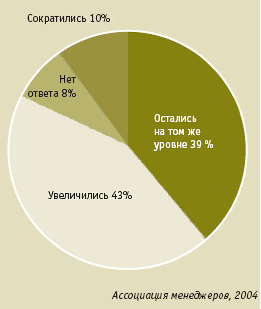 Сократились 10%
Нет
ответа 8%
Остались
на том же
уровне 39 %
Увеличились 43%
Ассоциация менеджеров, 2004